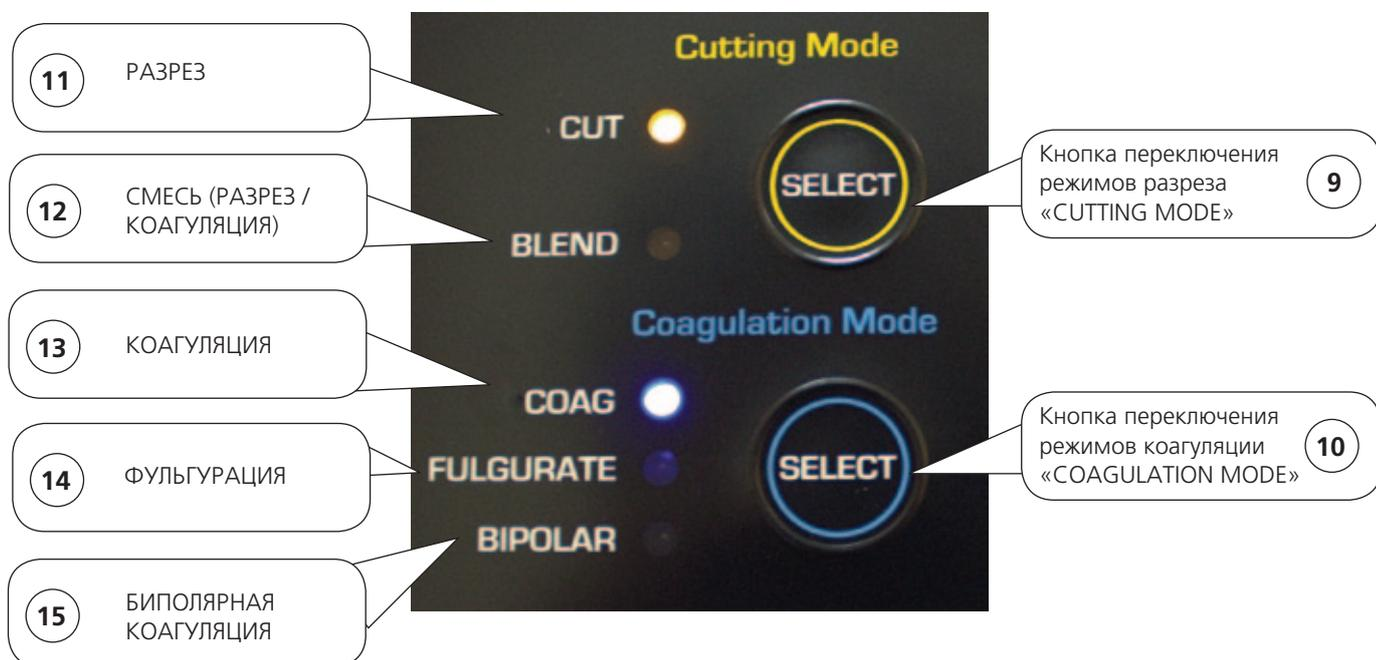 11
РАЗРЕЗ
12
СМЕСЬ (РАЗРЕЗ /
КОАГУЛЯЦИЯ)
13
КОАГУЛЯЦИЯ
14
ФУЛЬГУРАЦИЯ
15
БИПОЛЯРНАЯ
КОАГУЛЯЦИЯ
Cutting Mode
CUT
SELECT
BLEND
Coagulation Mode
COAG
FULGURATE
SELECT
BIPOLAR
Кнопка переключения
режимов разреза
«CUTTING MODE»
9
Кнопка переключения
режимов коагуляции
«COAGULATION MODE»
10